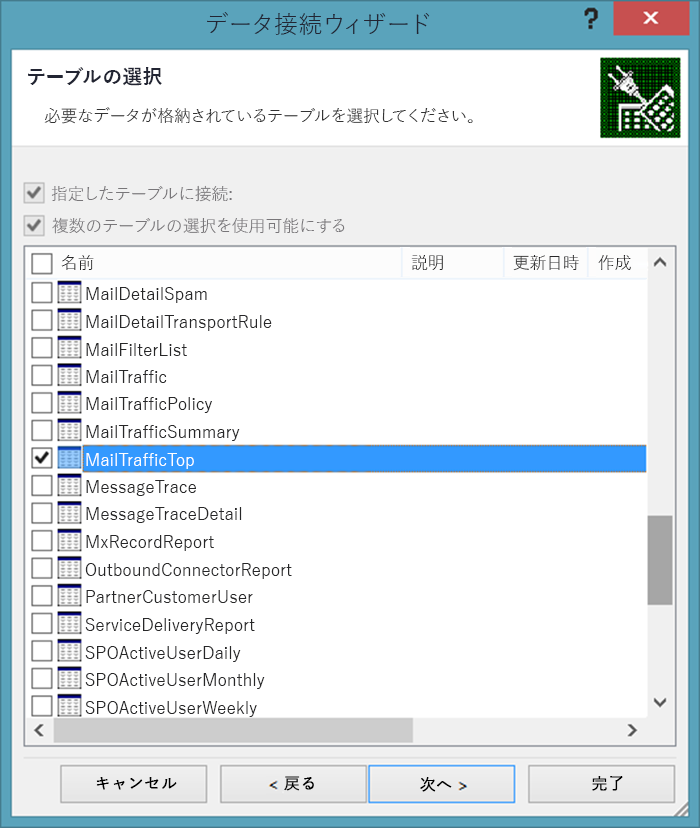 データ接続ウィザード
?
テーブルの選択
必要なデータが格納されているテーブルを選択してください。
指定したテーブルに接続:
複数のテーブルの選択を使用可能にする
名前 説明 更新日時 作成
MailDetailSpam
MailDetailTransportRule
MailFilterList
MailTraffic
MailTrafficPolicy
MailTrafficSummary
MailTrafficTop
MessageTrace
MessageTraceDetail
MxRecordReport
OutboundConnectorReport
PartnerCustomerUser
ServiceDeliveryReport
SPOActiveUserDaily
SPOActiveUserMonthly
SPOActiveUserWeekly
キャンセル < 戻る 次へ > 完了